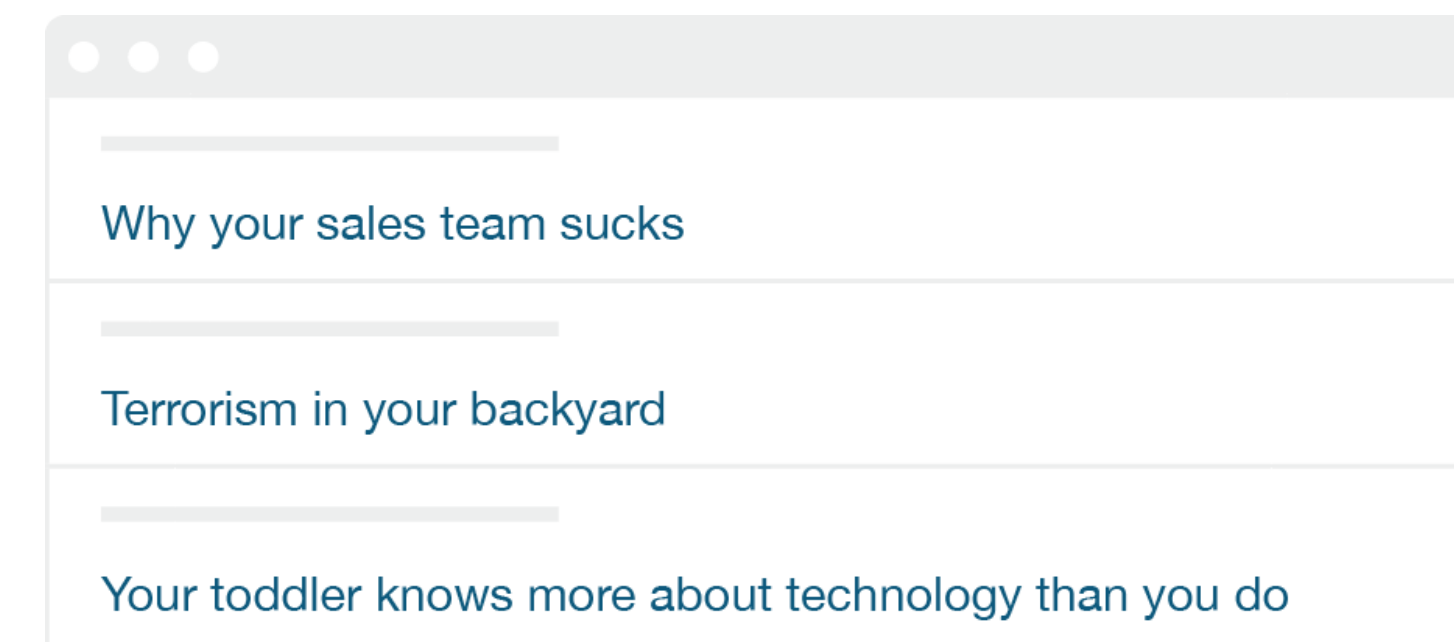 Why your sales team sucks
Terrorism in your backyard
Your toddler knows more about technology than you do